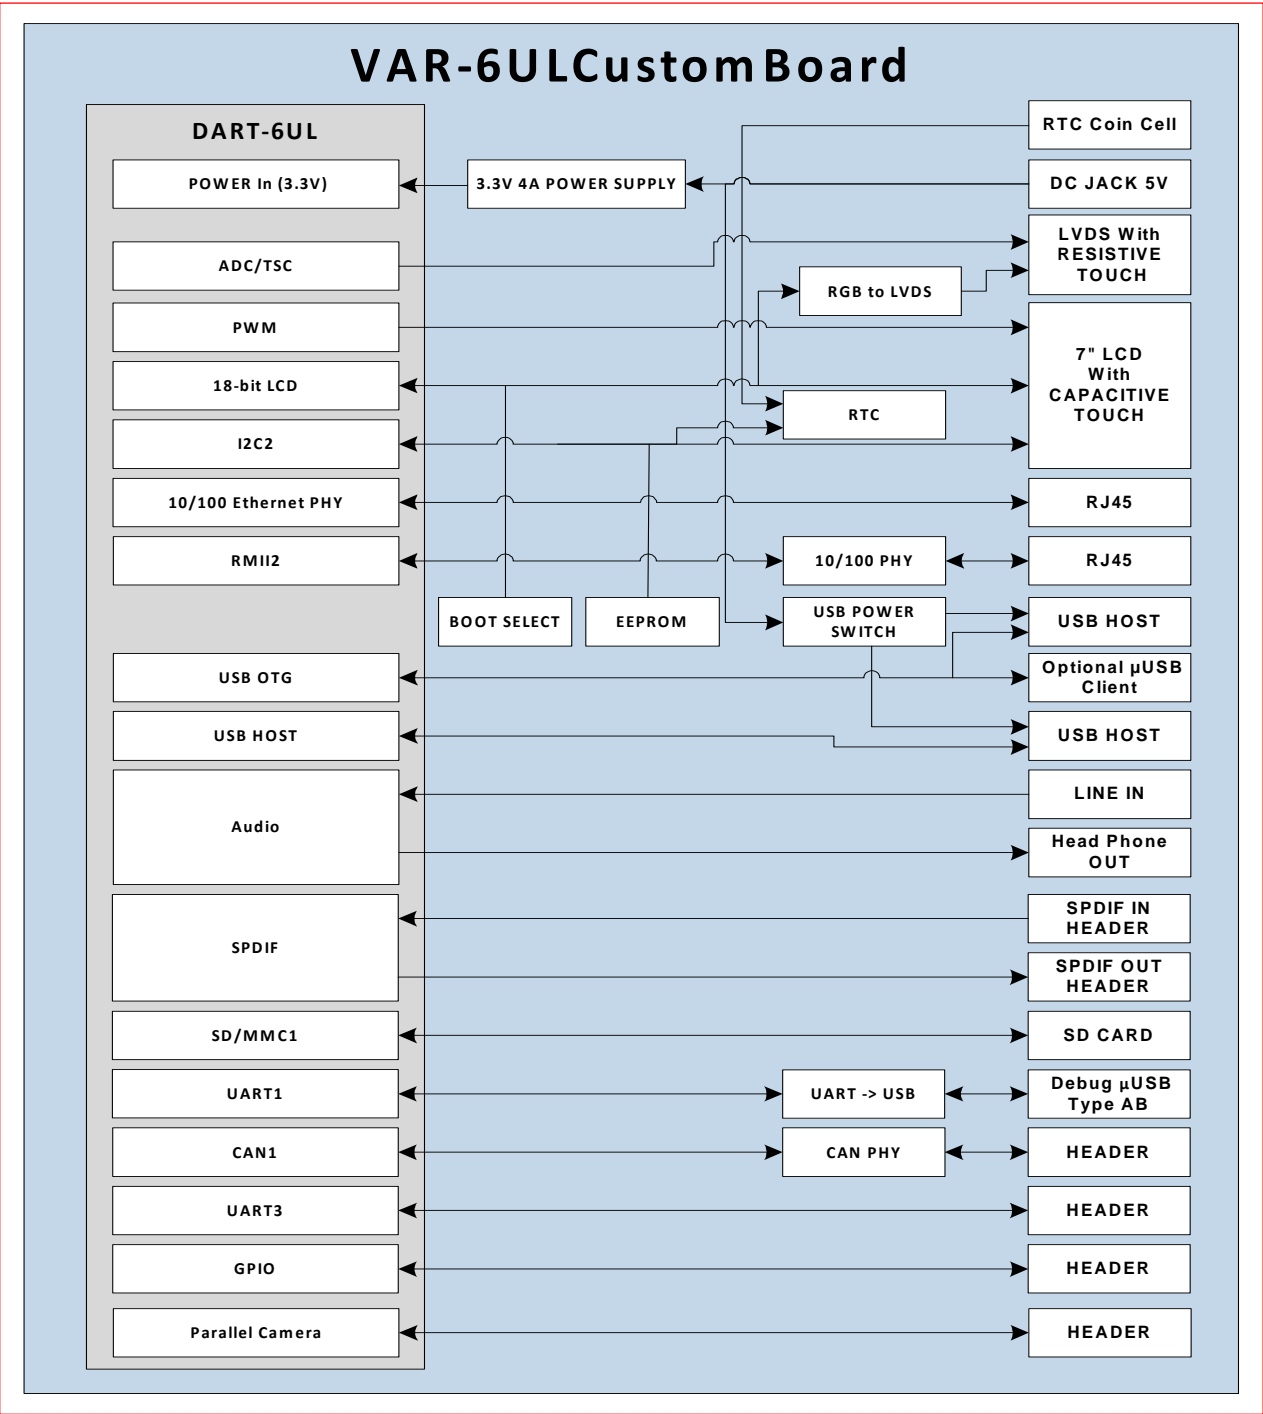 VAR-6ULCustomBoard
DART-6UL
RTC Coin Cell
POWER In (3.3V)
3.3V 4A POWER SUPPLY
DC JACK 5V
ADC/TSC
LVDS With
RESISTIVE
TOUCH
RGB to LVDS
PWM
7" LCD
With
CAPACITIVE
TOUCH
18-bit LCD
RTC
I2C2
10/100 Ethernet PHY
RJ45
RMII2
10/100 PHY
RJ45
BOOT SELECT
EEPROM
USB POWER
SWITCH
USB HOST
USB OTG
Optional µUSB
Client
USB HOST
USB HOST
Audio
LINE IN
Head Phone
OUT
SPDIF
SPDIF IN
HEADER
SPDIF OUT
HEADER
SD/MMC1
SD CARD
UART1
UART -> USB
Debug µUSB
Type AB
CAN1
CAN PHY
HEADER
UART3
HEADER
GPIO
HEADER
Parallel Camera
HEADER